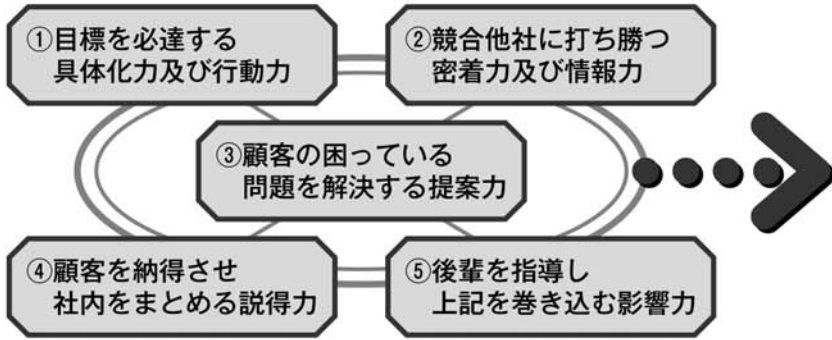 ①目標を必達する
具体化力及び行動力
②競合他社に打ち勝つ
密着力及び情報力
③顧客の困っている
問題を解決する提案力
④顧客を納得させ
社内をまとめる説得力
⑤後輩を指導し
上記を巻き込む影響力